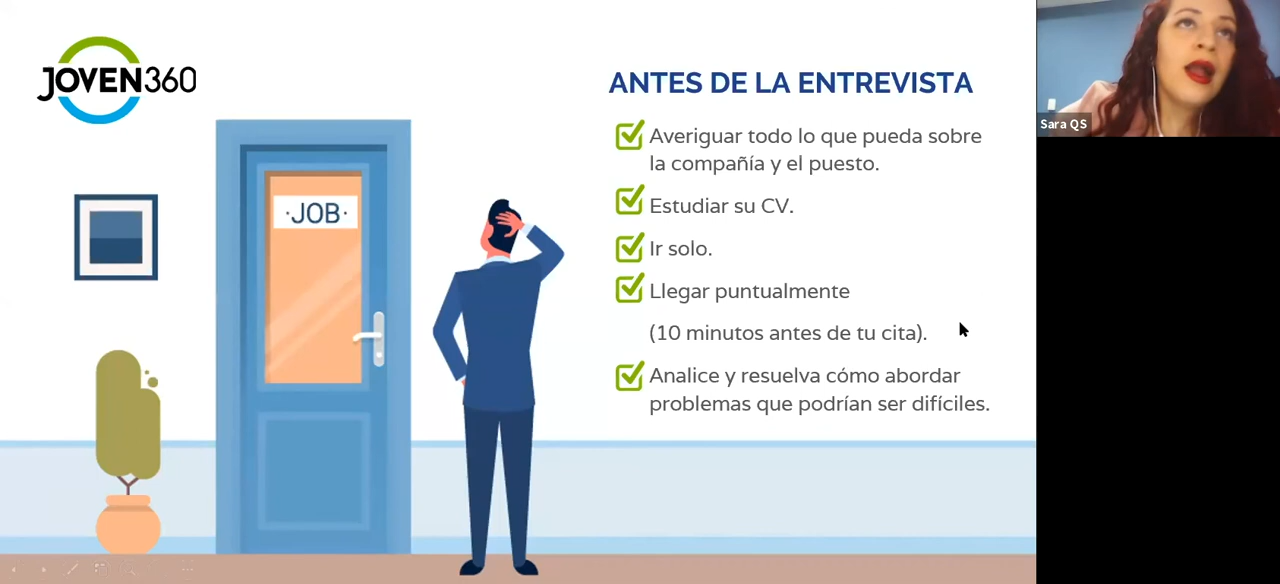 JOVEN360
ANTES DE LA ENTREVISTA
Averiguar todo lo que pueda sobre
la compañía y el puesto.
Estudiar su CV.
Ir solo.
Llegar puntualmente
(10 minutos antes de tu cita).
Analice y resuelva cómo abordar
problemas que podrían ser difíciles.
·JOB·
Sara QS